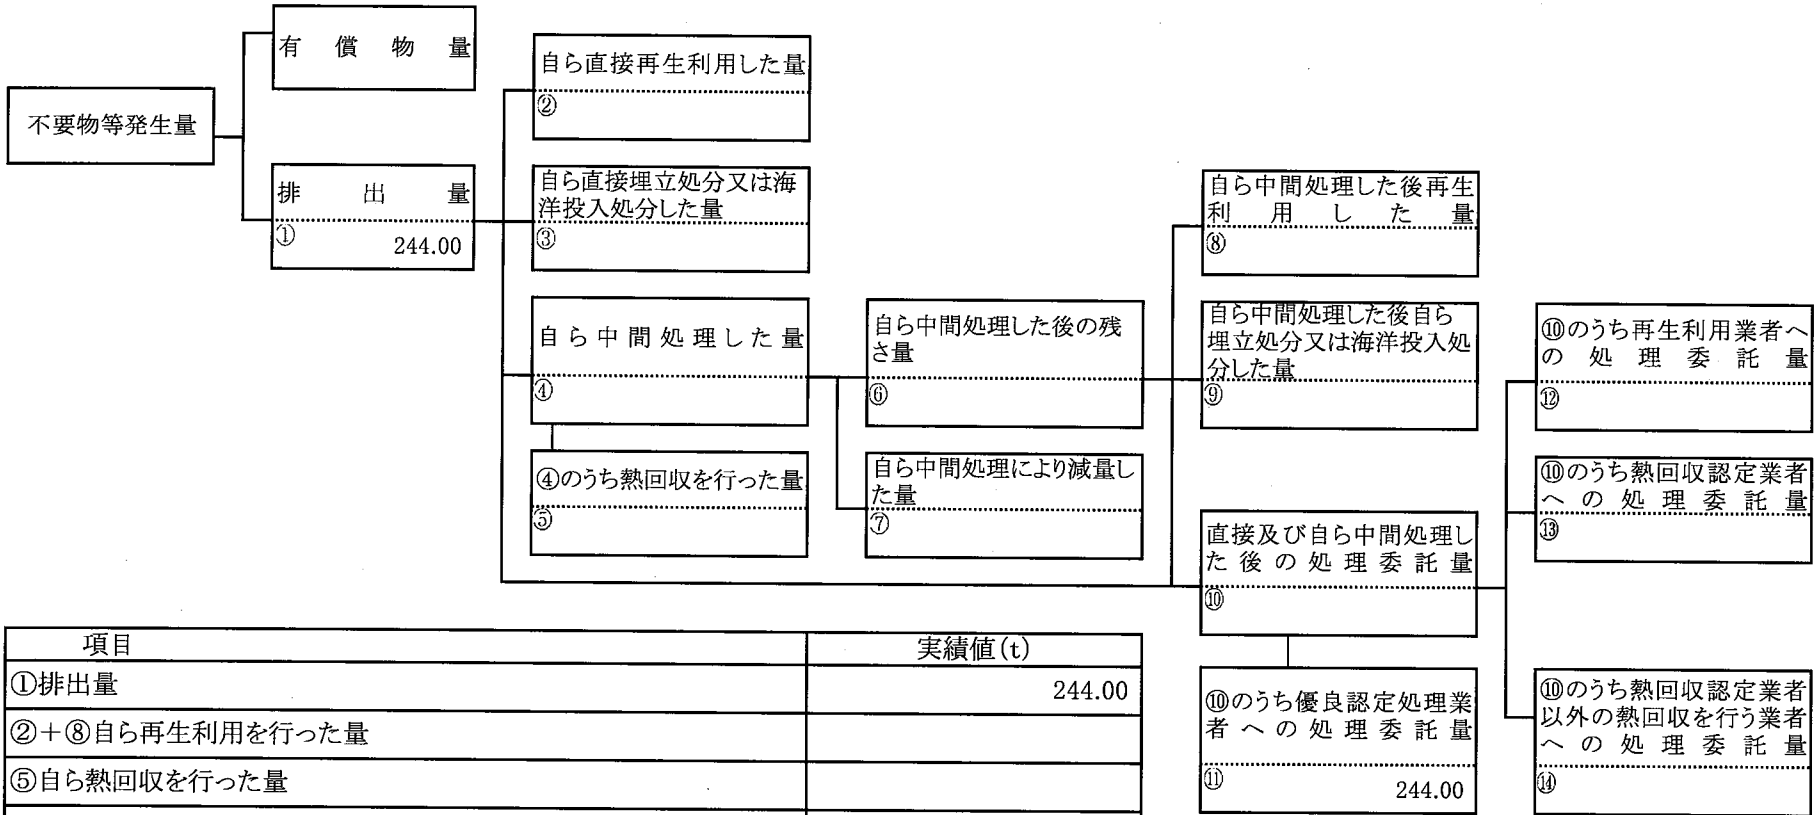 不要物等発生量
有償物量
排出量
①
244.00
自ら直接再生利用した量
②
自ら直接埋立処分又は海
洋投入処分した量
③
自ら中間処理した量
④
④のうち熱回収を行った量
⑤
自ら中間処理した後の残
さ量
⑥
自ら中間処理により減量し
た量
⑦
自ら中間処理した後再生
利用した量
⑧
自ら中間処理した後自ら
埋立処分又は海洋投入処
分した量
⑨
直接及び自ら中間処理し
た後の処理委託量
⑩
⑩のうち優良認定処理業
者への処理委託量
⑪
244.00
⑩のうち再生利用業者へ
の処理委託量
⑫
⑩のうち熱回収認定業者
への処理委託量
⑬
⑩のうち熱回収認定業者
以外の熱回収を行う業者
への処理委託量
⑭
項目 実績値(t)
①排出量 244.00
②+⑧自ら再生利用を行った量
⑤自ら熱回収を行った量